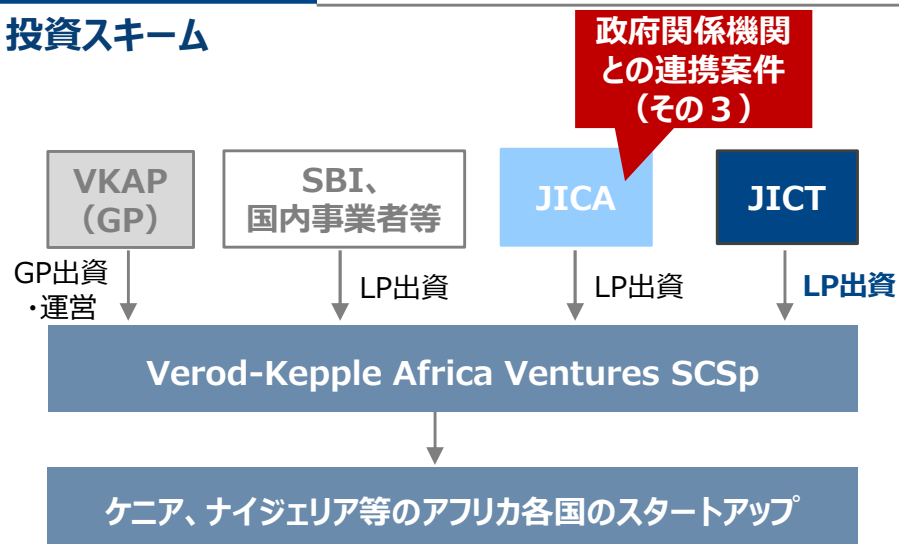 投資スキーム
政府関係機関
との連携案件
（その３）
VKAP
（GP）
SBI、
国内事業者等
JICA
JICT
GP出資
・運営
LP出資
LP出資
LP出資
Verod-Kepple Africa Ventures SCSp
ケニア、ナイジェリア等のアフリカ各国のスタートアップ